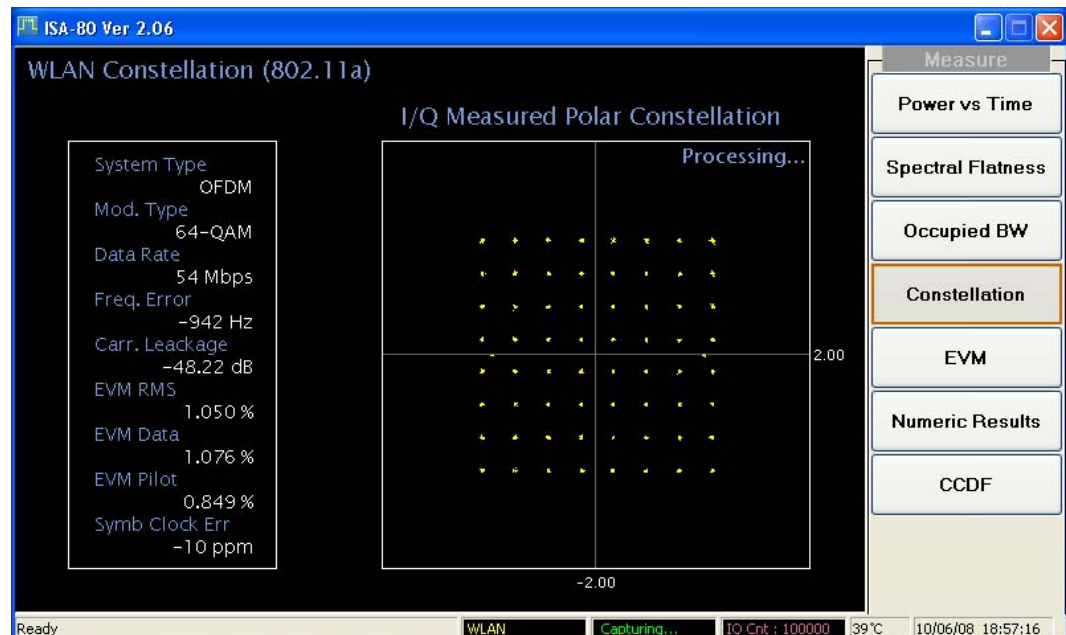 ISA-80 Ver 2.06
WLAN Constellation (802.11a)
I/Q Measured Polar Constellation
Processing...
System Type
OFDM
Mod. Type
64-QAM
Data Rate
54 Mbps
Freq. Error
-942 Hz
Carr. Leackage
-48.22 dB
EVM RMS
1.050 %
EVM Data
1.076 %
EVM Pilot
0.849 %
Symb Clock Err
-10 ppm
2.00
-2.00
Measure
Power vs Time
Spectral Flatness
Occupied BW
Constellation
EVM
Numeric Results
CCDF
Ready
WLAN
Capturing...
IQ Cnt : 100000
39℃
10/06/08 18:57:16